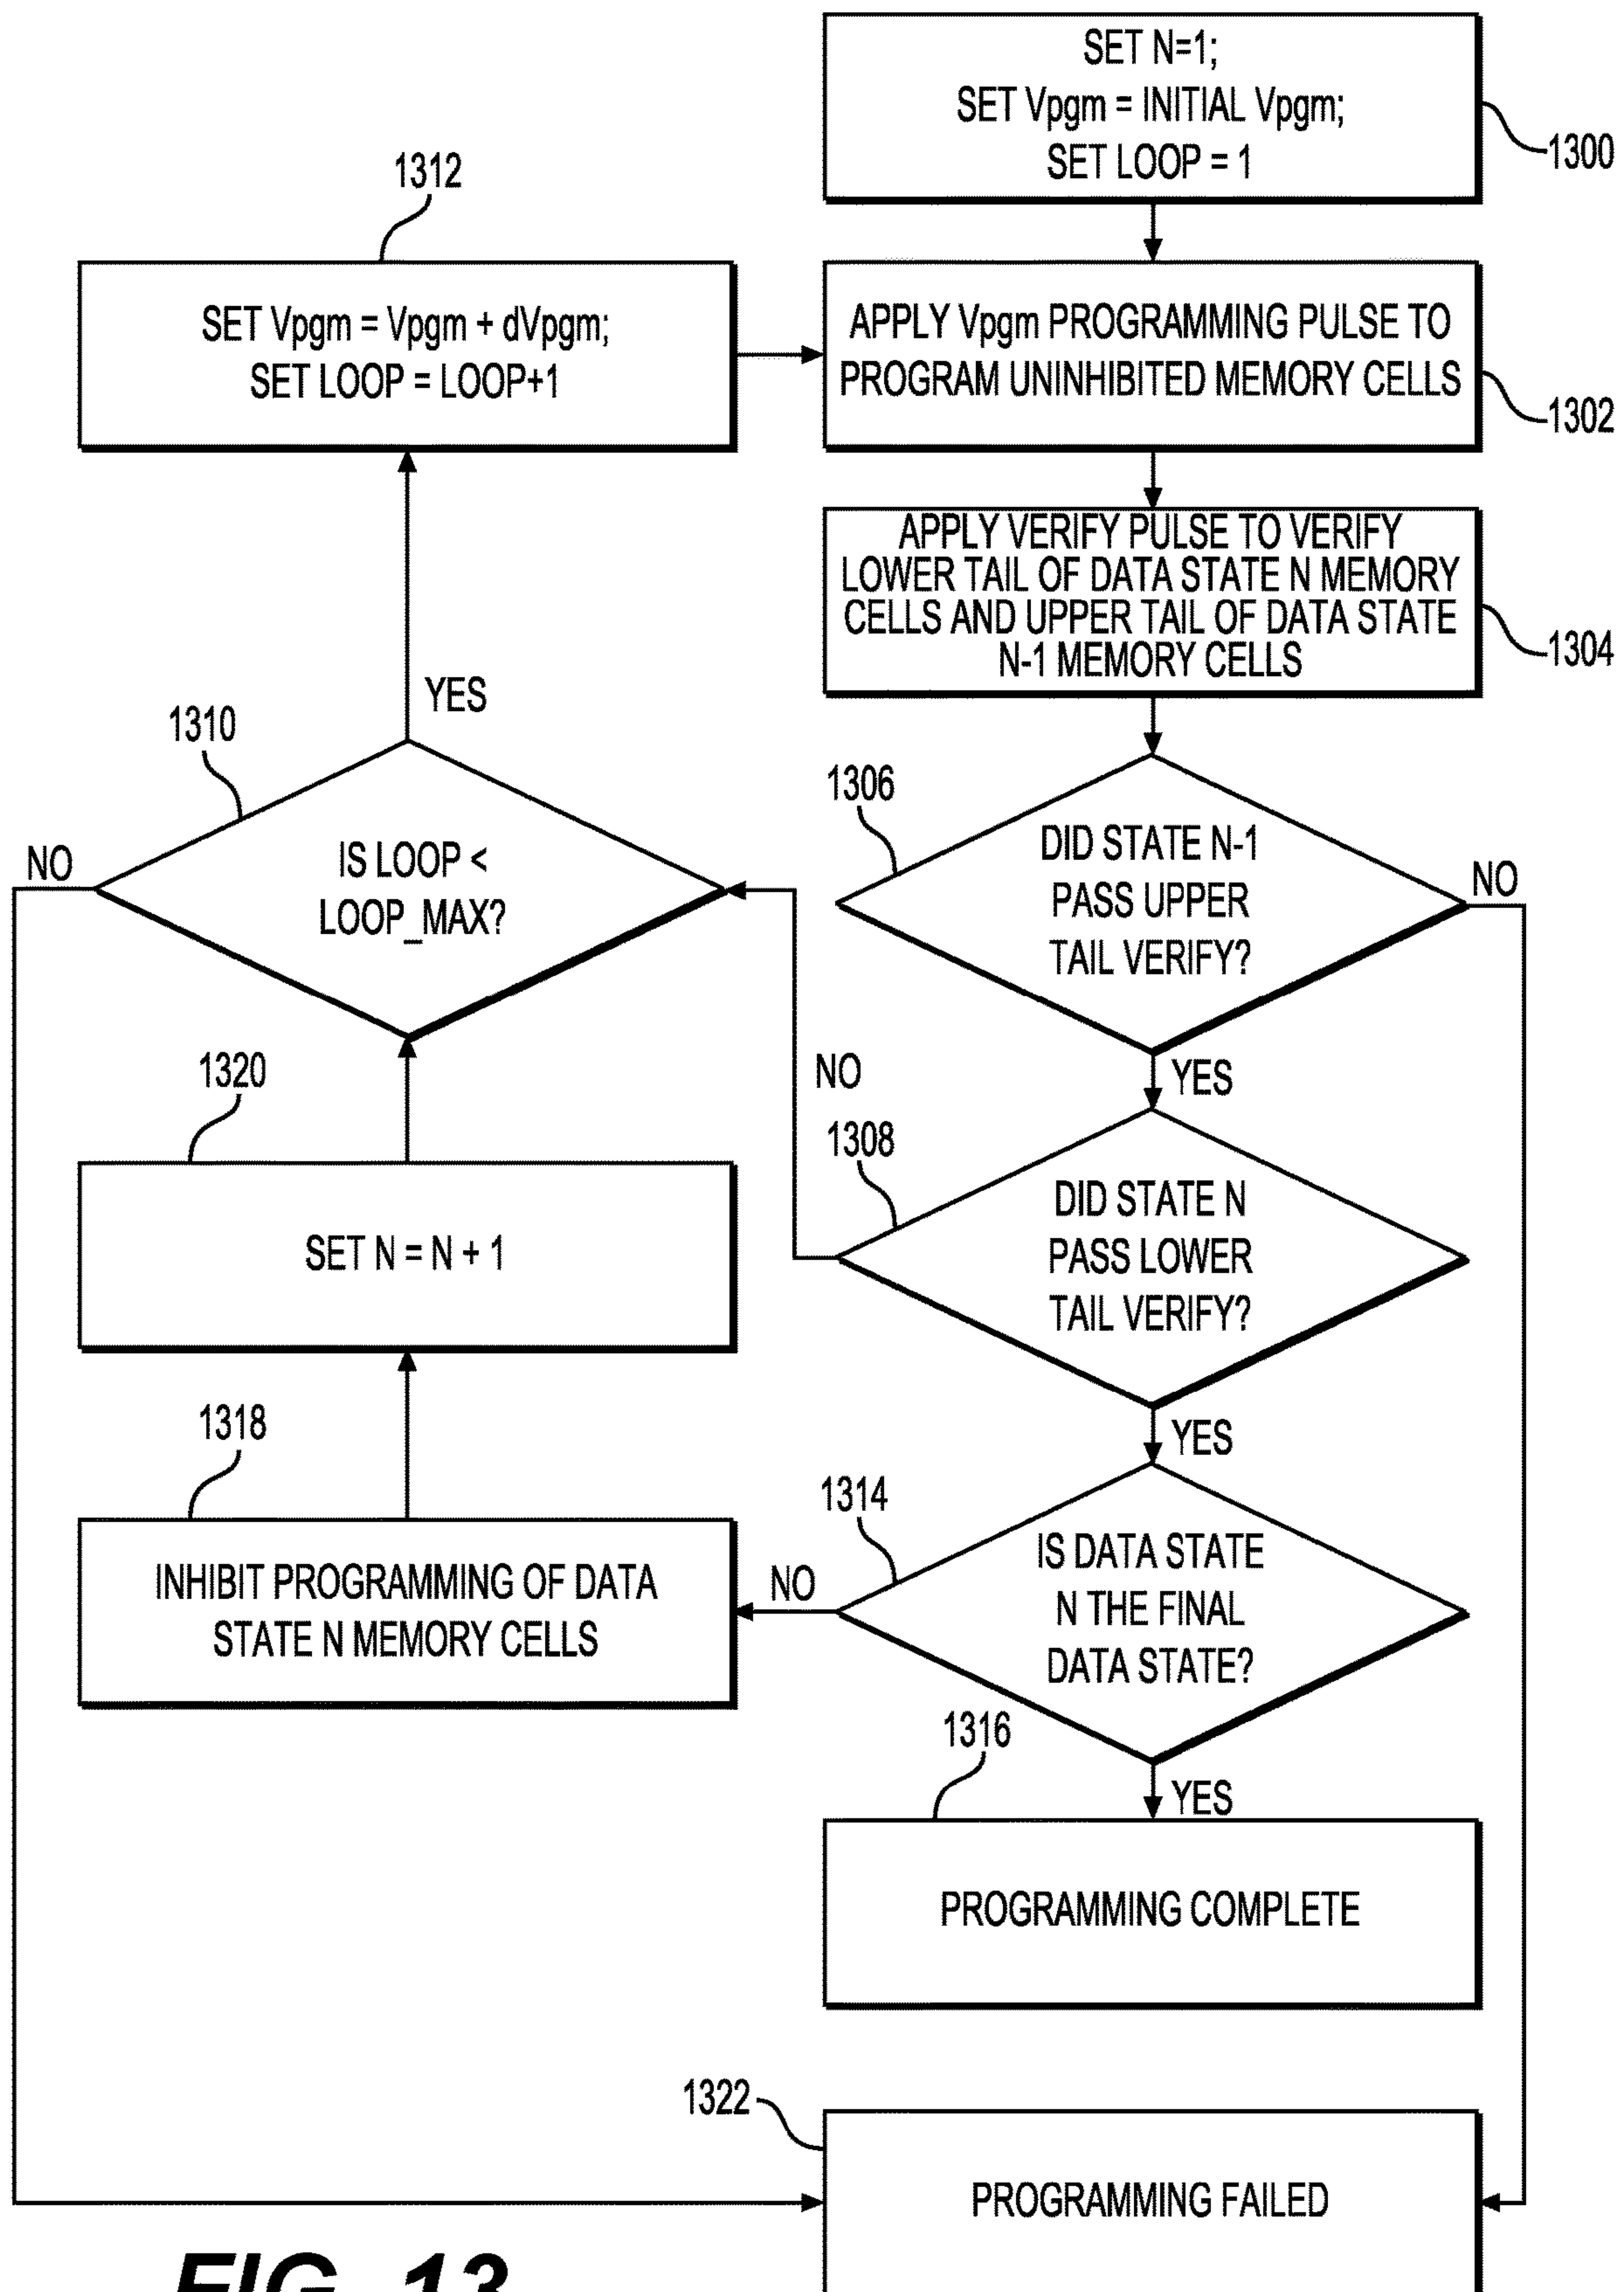 SET N=1;
SET Vpgm = INITIAL Vpgm;
SET LOOP = 1
1300
1312
SET Vpgm = Vpgm + dVpgm;
SET LOOP = LOOP+1
APPLY Vpgm PROGRAMMING PULSE TO
PROGRAM UNINHIBITED MEMORY CELLS
1302
APPLY VERIFY PULSE TO VERIFY
LOWER TAIL OF DATA STATE N MEMORY
CELLS AND UPPER TAIL OF DATA STATE
N-1 MEMORY CELLS
1304
YES
1310
IS LOOP <
LOOP_MAX?
NO
1306
DID STATE N-1
PASS UPPER
TAIL VERIFY?
NO
YES
NO
1320
SET N = N + 1
1308
DID STATE N
PASS LOWER
TAIL VERIFY?
YES
1318
INHIBIT PROGRAMMING OF DATA
STATE N MEMORY CELLS
NO
1314
IS DATA STATE
N THE FINAL
DATA STATE?
YES
1316
PROGRAMMING COMPLETE
1322
PROGRAMMING FAILED
FIG. 13